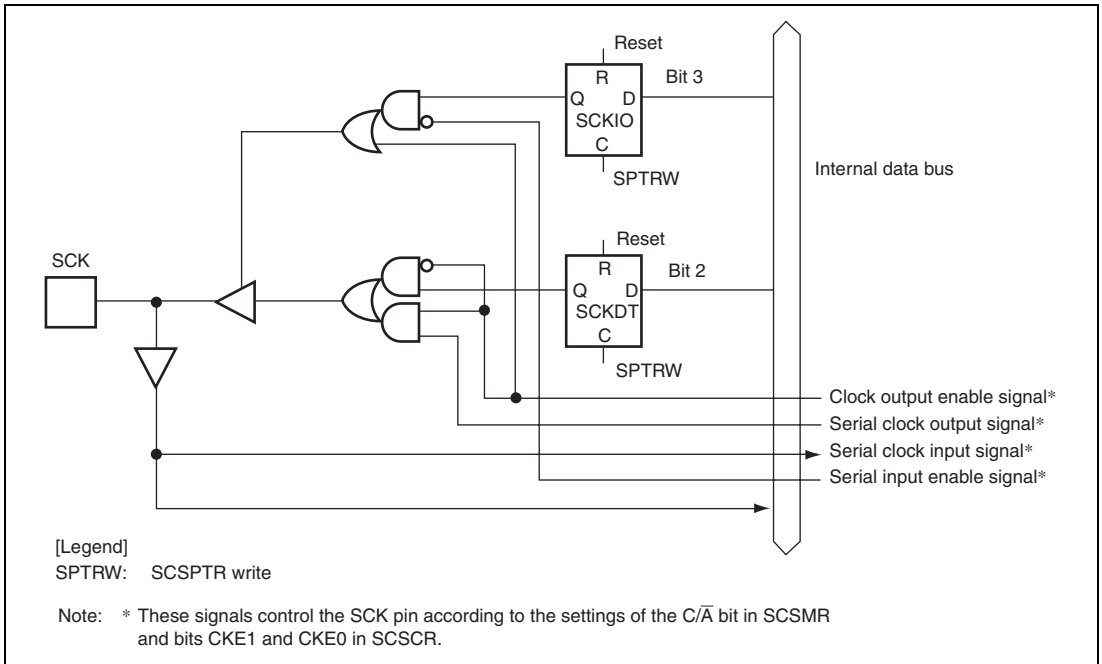 Reset
R
Bit 3
Q D
SCKIO
C
SPTRW
Internal data bus
Reset
SCK
R
Bit 2
Q D
SCKDT
C
SPTRW
Clock output enable signal*
Serial clock output signal*
Serial clock input signal*
Serial input enable signal*
[Legend]
SPTRW: SCSPTR write
Note: * These signals control the SCK pin according to the settings of the C/A̅ bit in SCSMR
and bits CKE1 and CKE0 in SCSCR.